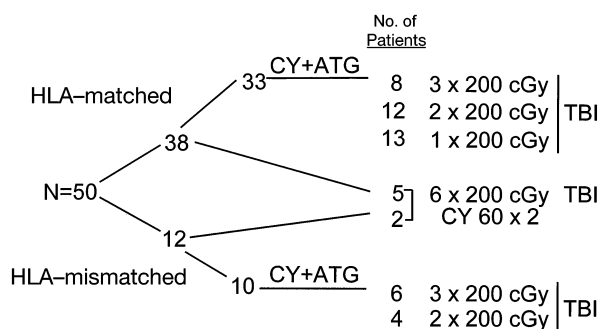 No. of
Patients
CY+ATG
33
8 3 x 200 cGy
HLA–matched
12 2 x 200 cGy TBI
13 1 x 200 cGy
38
N=50
5 6 x 200 cGy TBI
2 CY 60 x 2
12
HLA–mismatched
10 CY+ATG
6 3 x 200 cGy
TBI
4 2 x 200 cGy